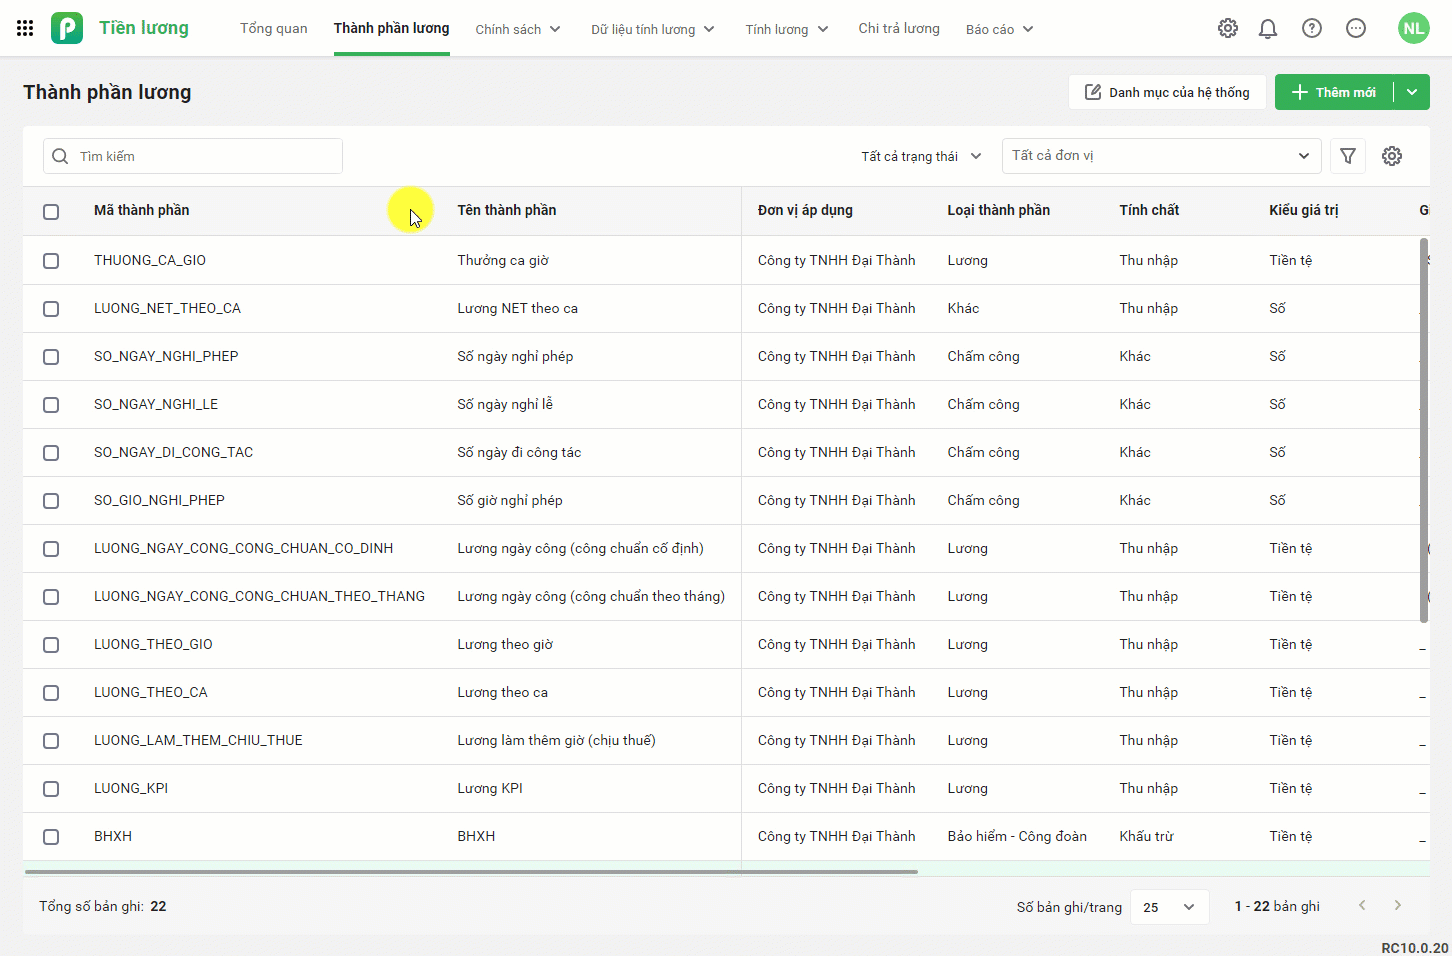 Tiền lương Tổng quan Thành phần lương Chính sách Dữ liệu tính lương Tính lương Chi trả lương Báo cáo NL
Thành phần lương Danh mục của hệ thống Thêm mới
Tìm kiếm Tất cả trạng thái Tất cả đơn vị
Mã thành phần Tên thành phần Đơn vị áp dụng Loại thành phần Tính chất Kiểu giá trị
THUONG_CA_GIO Thưởng ca giờ Công ty TNHH Đại Thành Lương Thu nhập Tiền tệ
LUONG_NET_THEO_CA Lương NET theo ca Công ty TNHH Đại Thành Khác Thu nhập Số
SO_NGAY_NGHI_PHEP Số ngày nghỉ phép Công ty TNHH Đại Thành Chấm công Khác Số
SO_NGAY_NGHI_LE Số ngày nghỉ lễ Công ty TNHH Đại Thành Chấm công Khác Số
SO_NGAY_DI_CONG_TAC Số ngày đi công tác Công ty TNHH Đại Thành Chấm công Khác Số
SO_GIO_NGHI_PHEP Số giờ nghỉ phép Công ty TNHH Đại Thành Chấm công Khác Số
LUONG_NGAY_CONG_CONG_CHUAN_CO_DINH Lương ngày công (công chuẩn cố định) Công ty TNHH Đại Thành Lương Thu nhập Tiền tệ
LUONG_NGAY_CONG_CONG_CHUAN_THEO_THANG Lương ngày công (công chuẩn theo tháng) Công ty TNHH Đại Thành Lương Thu nhập Tiền tệ
LUONG_THEO_GIO Lương theo giờ Công ty TNHH Đại Thành Lương Thu nhập Tiền tệ _
LUONG_THEO_CA Lương theo ca Công ty TNHH Đại Thành Lương Thu nhập Tiền tệ _
LUONG_LAM_THEM_CHIU_THUE Lương làm thêm giờ (chịu thuế) Công ty TNHH Đại Thành Lương Thu nhập Tiền tệ _
LUONG_KPI Lương KPI Công ty TNHH Đại Thành Lương Thu nhập Tiền tệ _
BHXH BHXH Công ty TNHH Đại Thành Bảo hiểm - Công đoàn Khấu trừ Tiền tệ _
Tổng số bản ghi: 22 Số bản ghi/trang 25 1 - 22 bản ghi
RC10.0.20